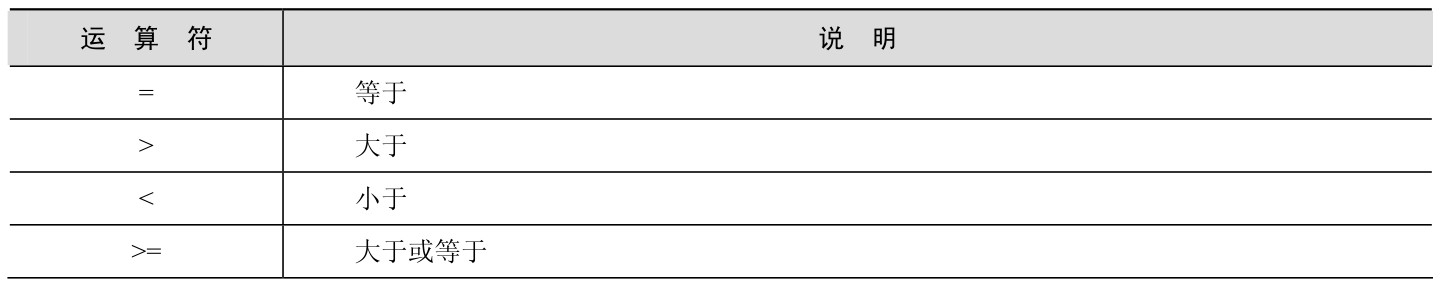 运 算 符 说 明
= 等于
> 大于
< 小于
>= 大于或等于